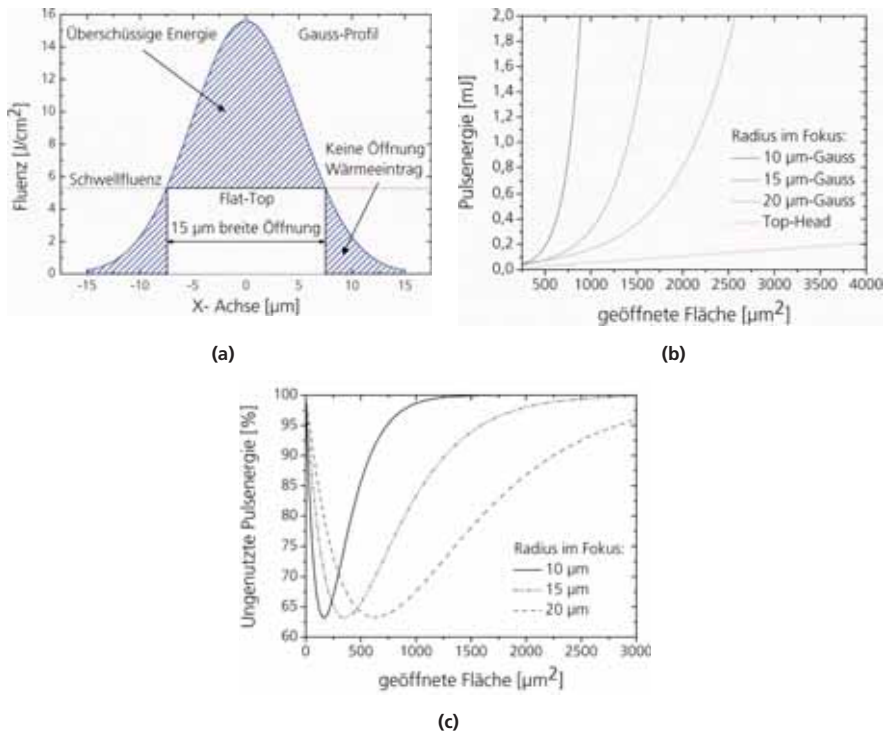 16
14
12
10
8
6
4
2
0
Fluenz [J/cm²]
Überschüssige Energie
Gauss-Profil
Keine Öffnung
Wärmeeintrag
Schwellfluenz
Flat-Top
15 µm breite Öffnung
-15 -10 -5 0 5 10 15
X- Achse [µm]
(a)
2,0
1,8
1,6
1,4
1,2
1,0
0,8
0,6
0,4
0,2
0,0
Pulsenergie [mJ]
Radius im Fokus:
10 µm-Gauss
15 µm-Gauss
20 µm-Gauss
Top-Head
500 1000 1500 2000 2500 3000 3500 4000
geöffnete Fläche [µm²]
(b)
100
95
90
85
80
75
70
65
60
Ungenutzte Pulsenergie [%]
Radius im Fokus:
10 µm
15 µm
20 µm
0 500 1000 1500 2000 2500 3000
geöffnete Fläche [µm²]
(c)